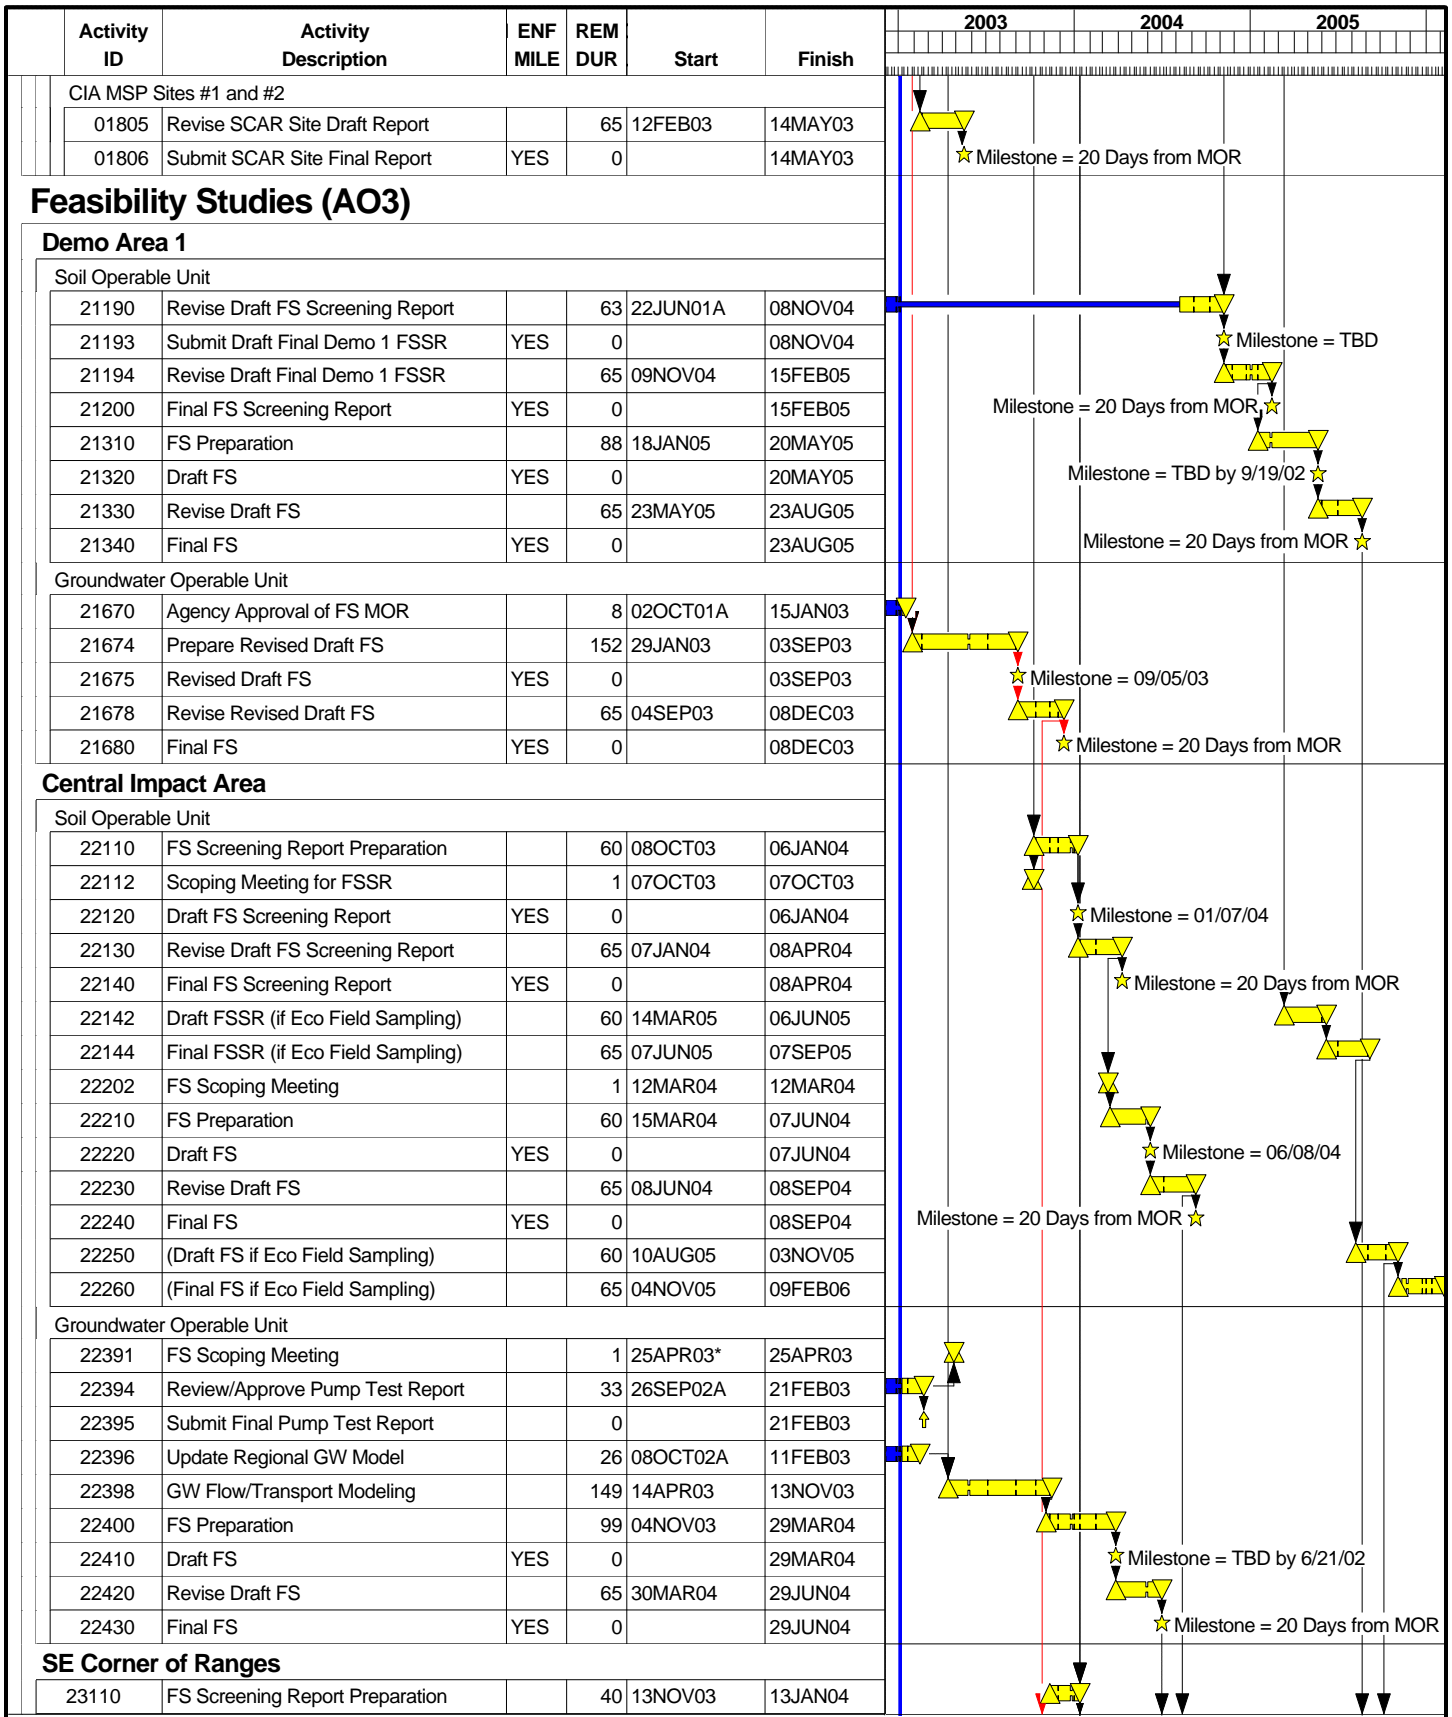 Activity Activity ENF REM 2003 2004 2005
ID Description MILE DUR Start Finish
CIA MSP Sites #1 and #2
01805 Revise SCAR Site Draft Report 65 12FEB03 14MAY03
01806 Submit SCAR Site Final Report YES 0 14MAY03 Milestone = 20 Days from MOR
Feasibility Studies (AO3)
Demo Area 1
Soil Operable Unit
21190 Revise Draft FS Screening Report 63 22JUN01A 08NOV04
21193 Submit Draft Final Demo 1 FSSR YES 0 08NOV04 Milestone = TBD
21194 Revise Draft Final Demo 1 FSSR 65 09NOV04 15FEB05
21200 Final FS Screening Report YES 0 15FEB05 Milestone = 20 Days from MOR
21310 FS Preparation 88 18JAN05 20MAY05
21320 Draft FS YES 0 20MAY05 Milestone = TBD by 9/19/02
21330 Revise Draft FS 65 23MAY05 23AUG05
21340 Final FS YES 0 23AUG05 Milestone = 20 Days from MOR
Groundwater Operable Unit
21670 Agency Approval of FS MOR 8 02OCT01A 15JAN03
21674 Prepare Revised Draft FS 152 29JAN03 03SEP03
21675 Revised Draft FS YES 0 03SEP03 Milestone = 09/05/03
21678 Revise Revised Draft FS 65 04SEP03 08DEC03
21680 Final FS YES 0 08DEC03 Milestone = 20 Days from MOR
Central Impact Area
Soil Operable Unit
22110 FS Screening Report Preparation 60 08OCT03 06JAN04
22112 Scoping Meeting for FSSR 1 07OCT03 07OCT03
22120 Draft FS Screening Report YES 0 06JAN04 Milestone = 01/07/04
22130 Revise Draft FS Screening Report 65 07JAN04 08APR04
22140 Final FS Screening Report YES 0 08APR04 Milestone = 20 Days from MOR
22142 Draft FSSR (if Eco Field Sampling) 60 14MAR05 06JUN05
22144 Final FSSR (if Eco Field Sampling) 65 07JUN05 07SEP05
22202 FS Scoping Meeting 1 12MAR04 12MAR04
22210 FS Preparation 60 15MAR04 07JUN04
22220 Draft FS YES 0 07JUN04 Milestone = 06/08/04
22230 Revise Draft FS 65 08JUN04 08SEP04
22240 Final FS YES 0 08SEP04 Milestone = 20 Days from MOR
22250 (Draft FS if Eco Field Sampling) 60 10AUG05 03NOV05
22260 (Final FS if Eco Field Sampling) 65 04NOV05 09FEB06
Groundwater Operable Unit
22391 FS Scoping Meeting 1 25APR03* 25APR03
22394 Review/Approve Pump Test Report 33 26SEP02A 21FEB03
22395 Submit Final Pump Test Report 0 21FEB03
22396 Update Regional GW Model 26 08OCT02A 11FEB03
22398 GW Flow/Transport Modeling 149 14APR03 13NOV03
22400 FS Preparation 99 04NOV03 29MAR04
22410 Draft FS YES 0 29MAR04 Milestone = TBD by 6/21/02
22420 Revise Draft FS 65 30MAR04 29JUN04
22430 Final FS YES 0 29JUN04 Milestone = 20 Days from MOR
SE Corner of Ranges
23110 FS Screening Report Preparation 40 13NOV03 13JAN04